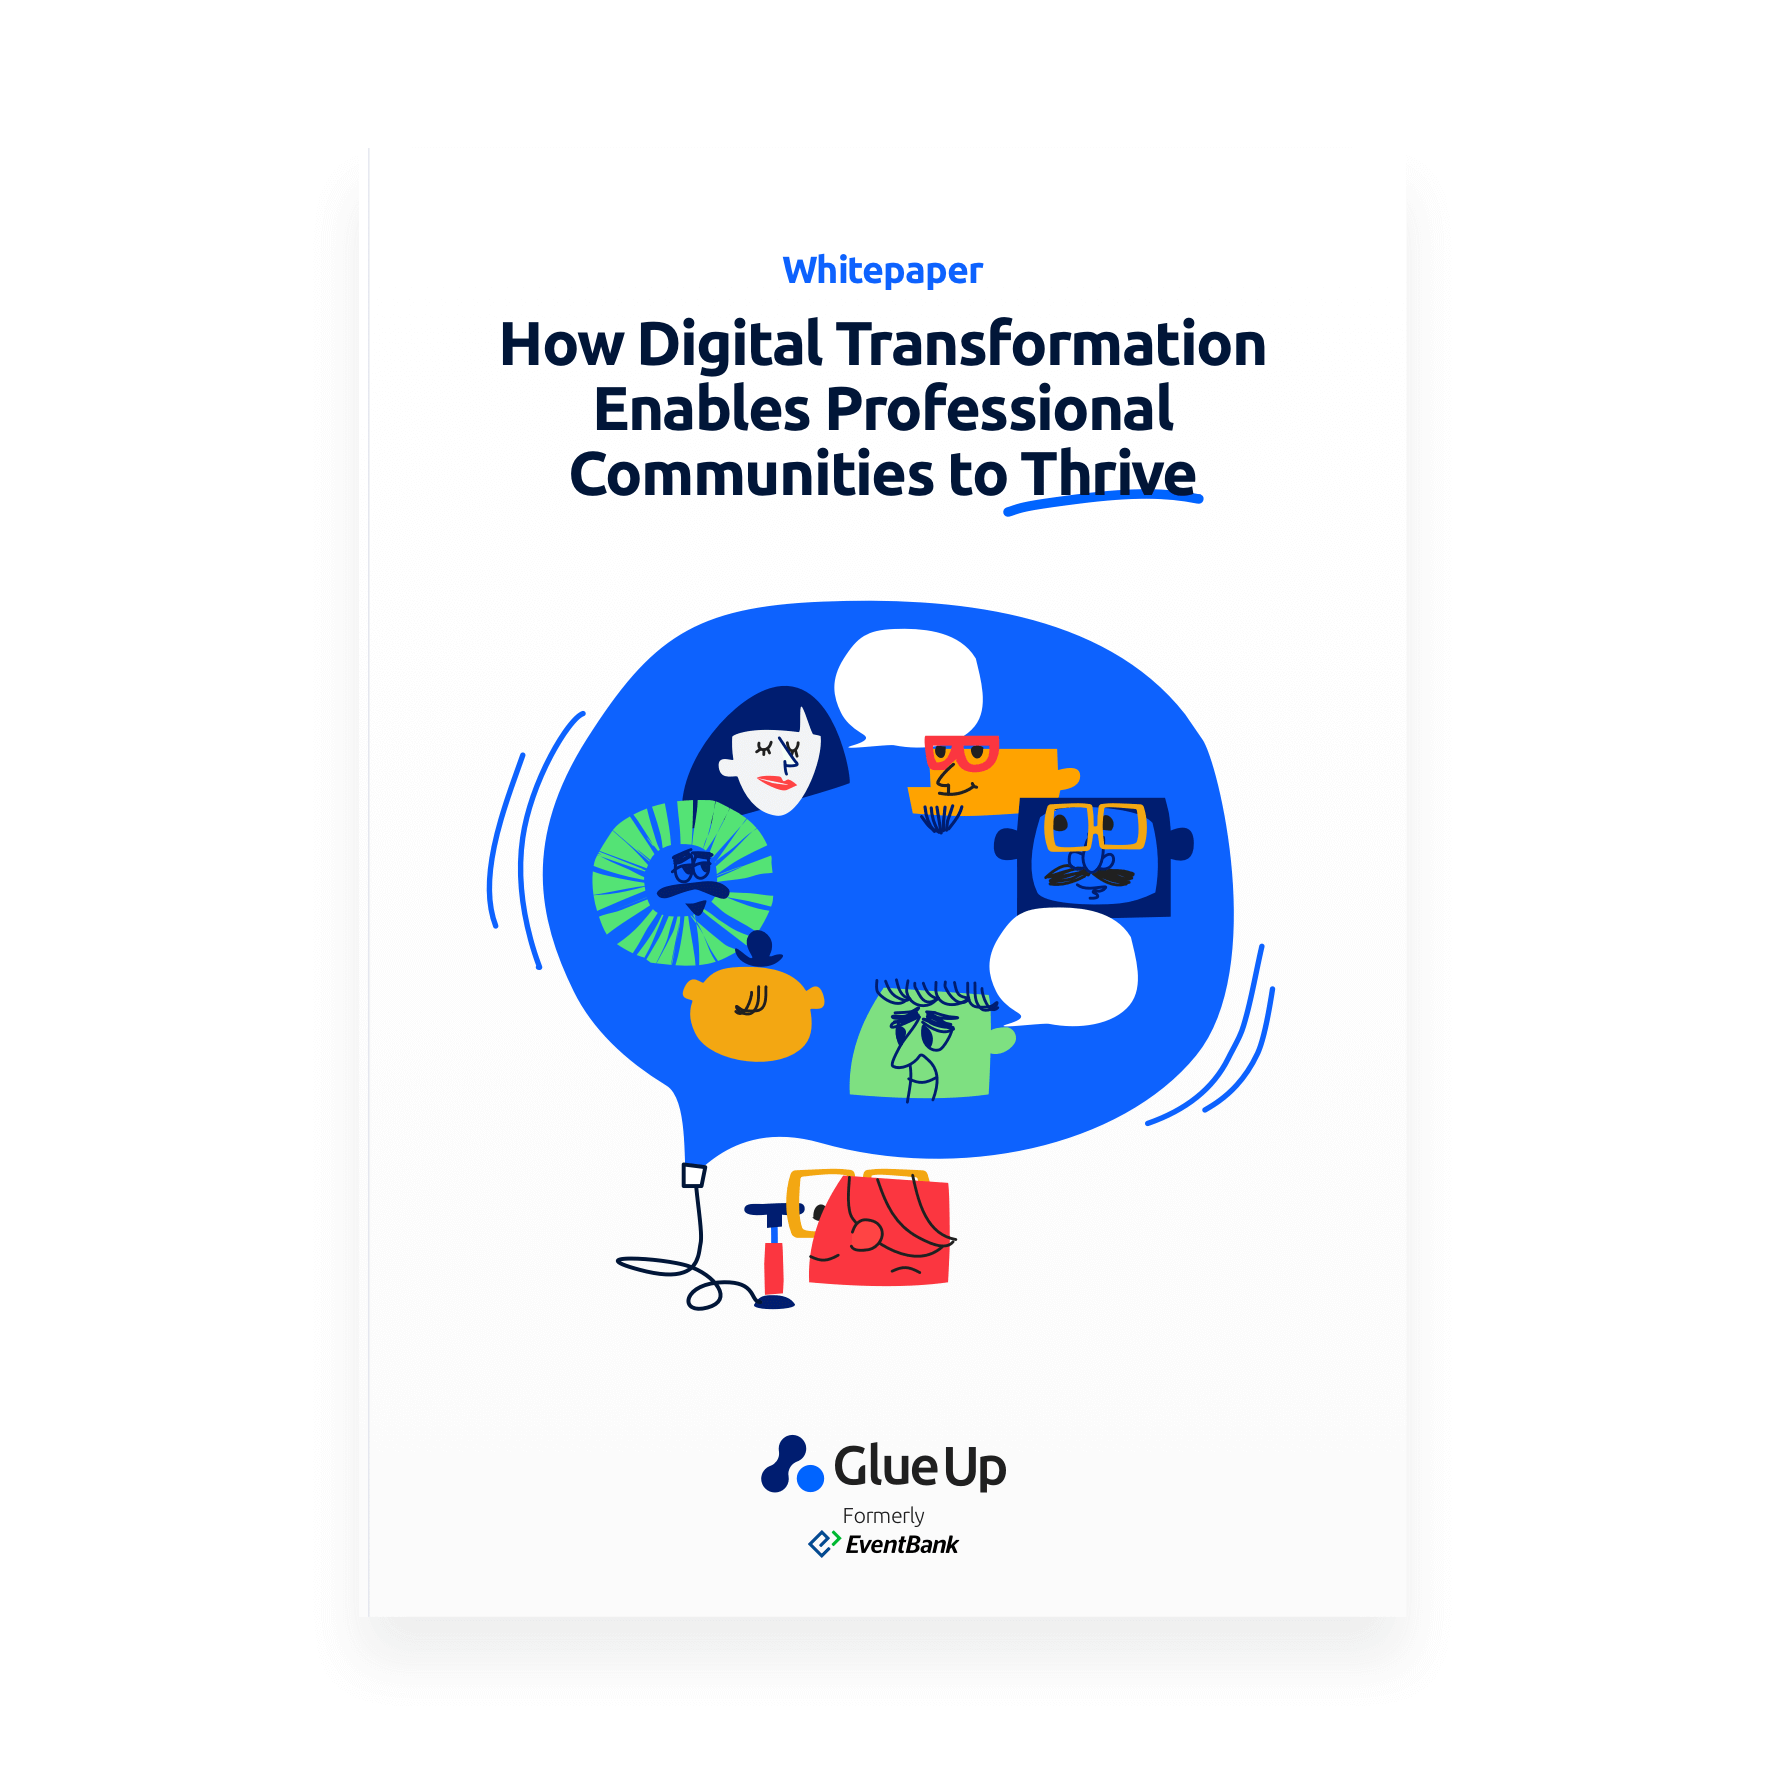 Whitepaper
How Digital Transformation
Enables Professional
Communities to Thrive
Glue Up
Formerly
EventBank